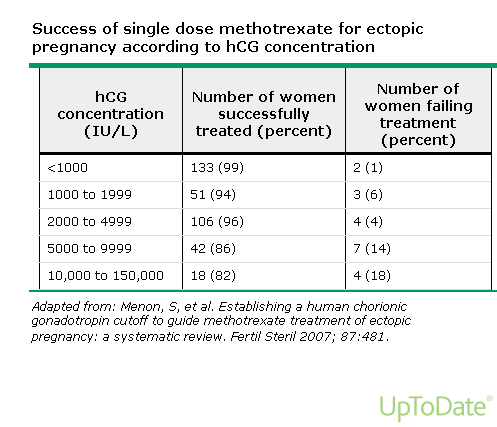 Success of single dose methotrexate for ectopic
pregnancy according to hCG concentration
hCG concentration (IU/L) Number of women successfully treated (percent) Number of women failing treatment (percent)
<1000 133 (99) 2 (1)
1000 to 1999 51 (94) 3 (6)
2000 to 4999 106 (96) 4 (4)
5000 to 9999 42 (86) 7 (14)
10,000 to 150,000 18 (82) 4 (18)
Adapted from: Menon, S, et al. Establishing a human chorionic
gonadotropin cutoff to guide methotrexate treatment of ectopic
pregnancy: a systematic review. Fertil Steril 2007; 87:481.
UpToDate®